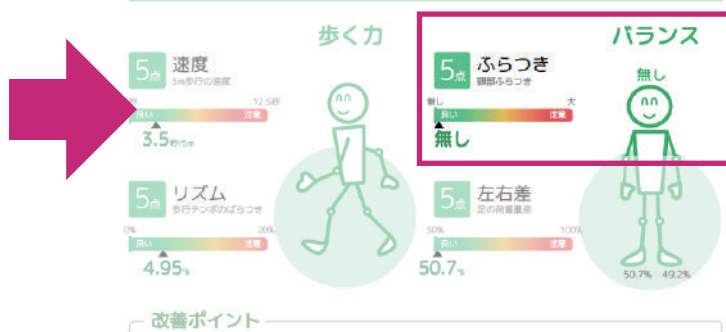 歩く力
バランス
5点 速度
5m歩行の速度
12.5秒
良い 注意
3.5秒/5m
5点 ふらつき
頸部ふらつき
無し 大
良い 注意
無し
無し
5点 リズム
歩行テンポのばらつき
0% 20%
良い 注意
4.95%
5点 左右差
足の荷重量差
50% 100%
良い 注意
50.7%
50.7% 49.2%
改善ポイント